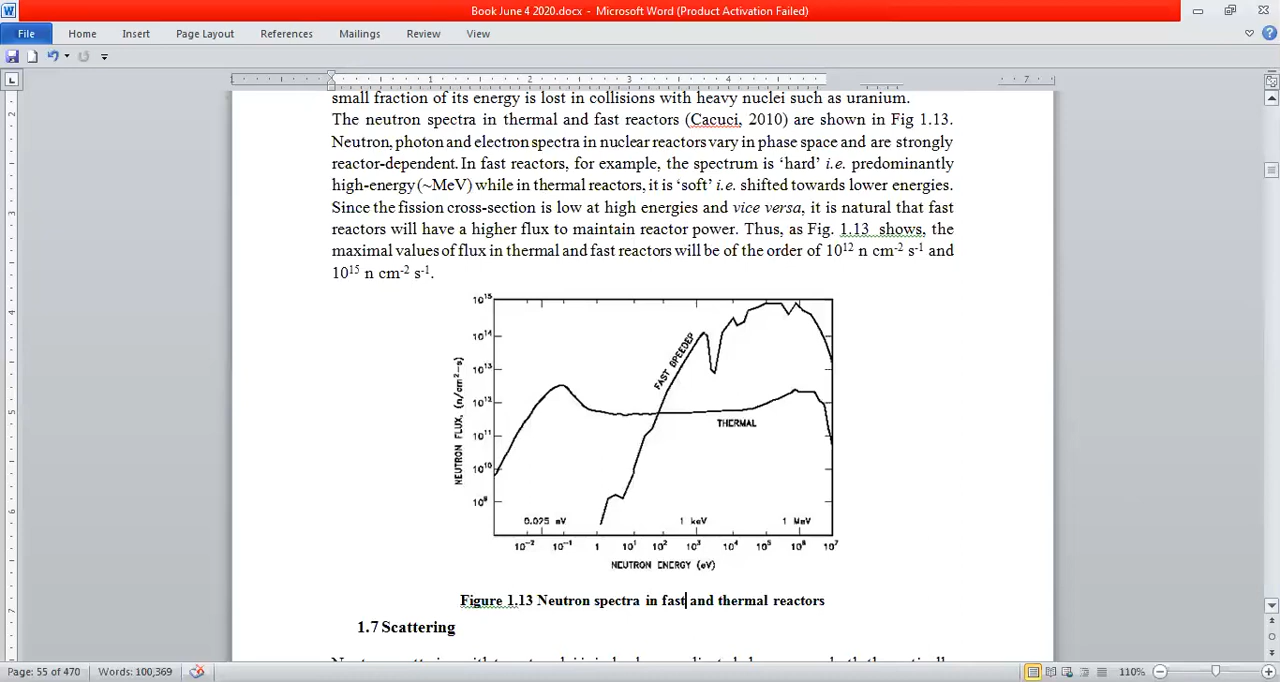 Book June 4 2020.docx - Microsoft Word (Product Activation Failed)
File Home Insert Page Layout References Mailings Review View
1 1 2 3 4 7
small fraction of its energy is lost in collisions with heavy nuclei such as uranium.
The neutron spectra in thermal and fast reactors (Cacuci, 2010) are shown in Fig 1.13.
Neutron, photon and electron spectra in nuclear reactors vary in phase space and are strongly
reactor-dependent. In fast reactors, for example, the spectrum is ‘hard’ i.e. predominantly
high-energy (~MeV) while in thermal reactors, it is ‘soft’ i.e. shifted towards lower energies.
Since the fission cross-section is low at high energies and vice versa, it is natural that fast
reactors will have a higher flux to maintain reactor power. Thus, as Fig. 1.13 shows, the
maximal values of flux in thermal and fast reactors will be of the order of 10¹² n cm⁻² s⁻¹ and
10¹⁵ n cm⁻² s⁻¹.
10¹⁵
10¹⁴
10¹³
10¹²
10¹¹
10¹⁰
10⁹
NEUTRON FLUX, (n/cm²-s)
FAST
THERMAL
1 keV 1 MeV
10⁻² 10⁻¹ 1 10¹ 10² 10³ 10⁴ 10⁵ 10⁶ 10⁷
NEUTRON ENERGY (eV)
Figure 1.13 Neutron spectra in fast and thermal reactors
1.7 Scattering
Page: 55 of 470 Words: 100,369 110%